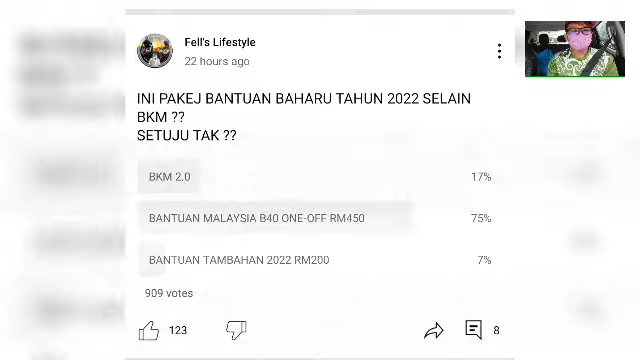 Fell's Lifestyle
22 hours ago
INI PAKEJ BANTUAN BAHARU TAHUN 2022 SELAIN
BKM ??
SETUJU TAK ??
BKM 2.0 17%
BANTUAN MALAYSIA B40 ONE-OFF RM450 75%
BANTUAN TAMBAHAN 2022 RM200 7%
909 votes
123 8